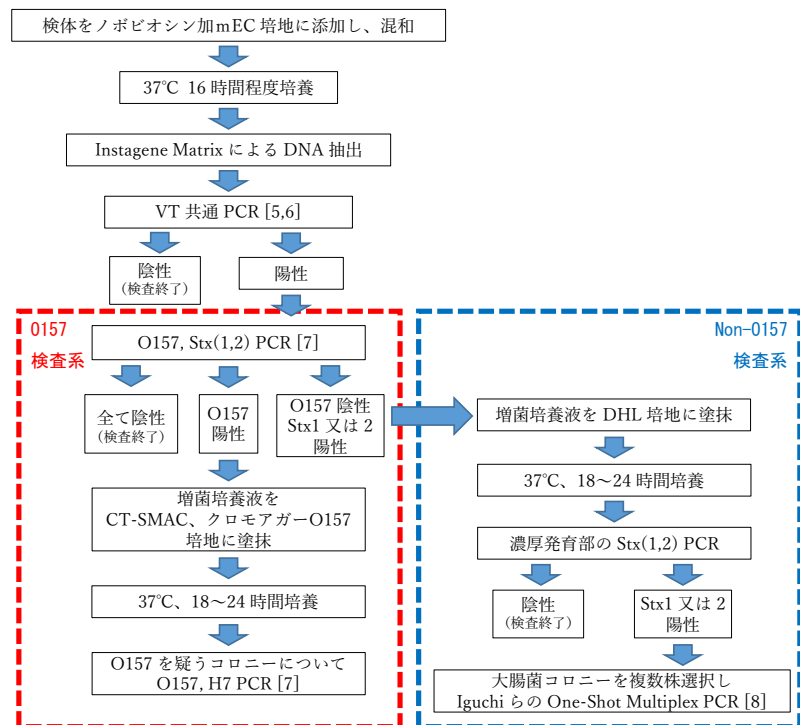 検体をノボビオシン加mEC 培地に添加し、混和
37℃ 16 時間程度培養
Instagene Matrix による DNA 抽出
VT 共通 PCR [5,6]
陰性
(検査終了)
陽性
O157
検査系
O157, Stx(1,2) PCR [7]
全て陰性
(検査終了)
O157
陽性
O157 陰性
Stx1 又は 2
陽性
増菌培養液を
CT-SMAC、クロモアガーO157
培地に塗抹
37℃、18～24 時間培養
O157 を疑うコロニーについて
O157, H7 PCR [7]
Non-O157
検査系
増菌培養液を DHL 培地に塗抹
37℃、18～24 時間培養
濃厚発育部の Stx(1,2) PCR
陰性
(検査終了)
Stx1 又は 2
陽性
大腸菌コロニーを複数株選択し
Iguchi らの One-Shot Multiplex PCR [8]